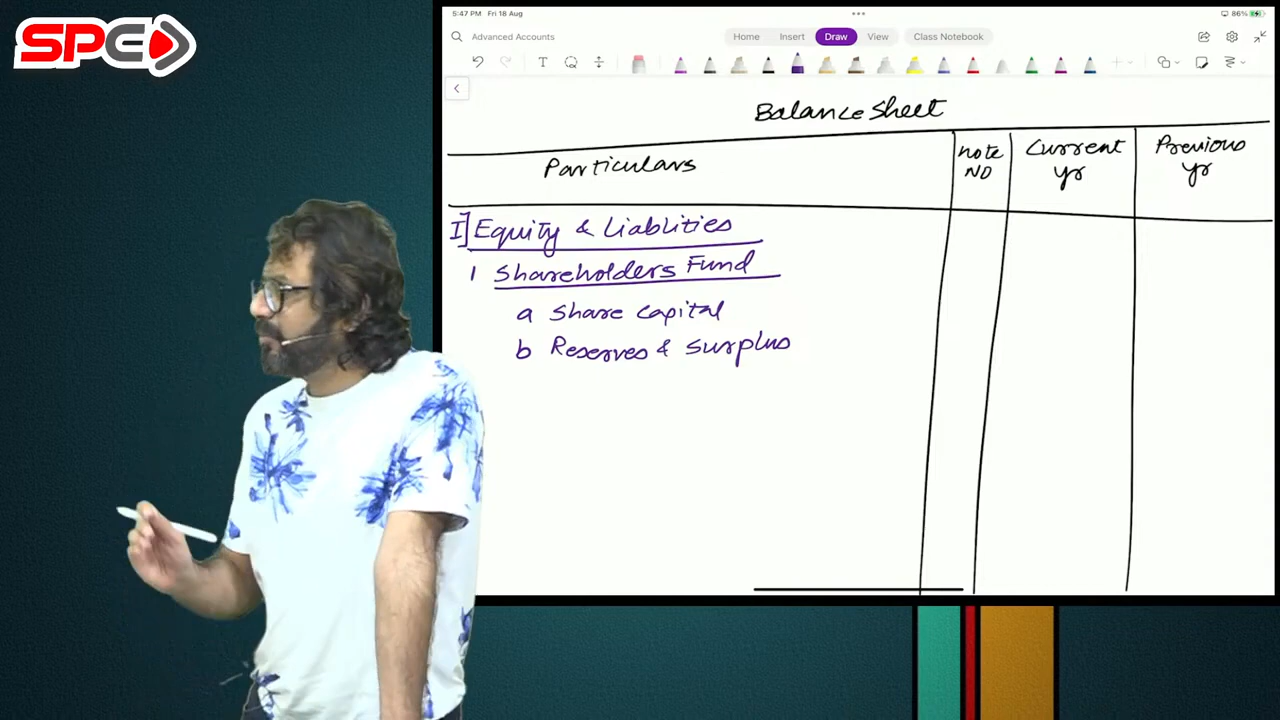 SPE
5:47 PM Fri 18 Aug
86%
Advanced Accounts
Home Insert Draw View Class Notebook
Balance Sheet
Particulars
note No
Current yr
Previous yr
I] Equity & Liablities
1 Shareholders Fund
a Share Capital
b Reserves & Surplus